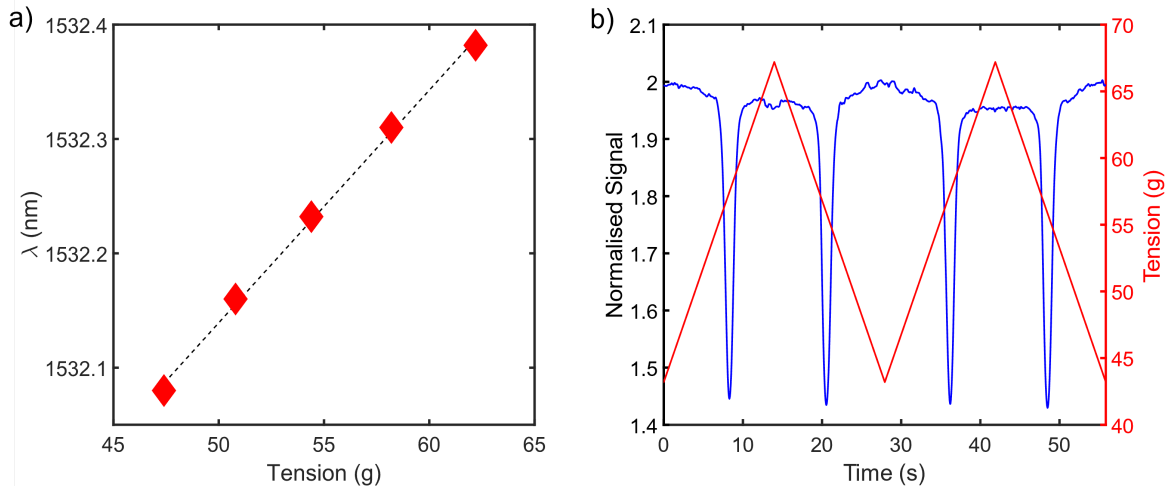 a)
1532.4
1532.3
1532.2
1532.1
λ (nm)
45 50 55 60 65
Tension (g)
b)
2.1
2
1.9
1.8
1.7
1.6
1.5
1.4
Normalised Signal
0 10 20 30 40 50
Time (s)
70
65
60
55
50
45
40
Tension (g)